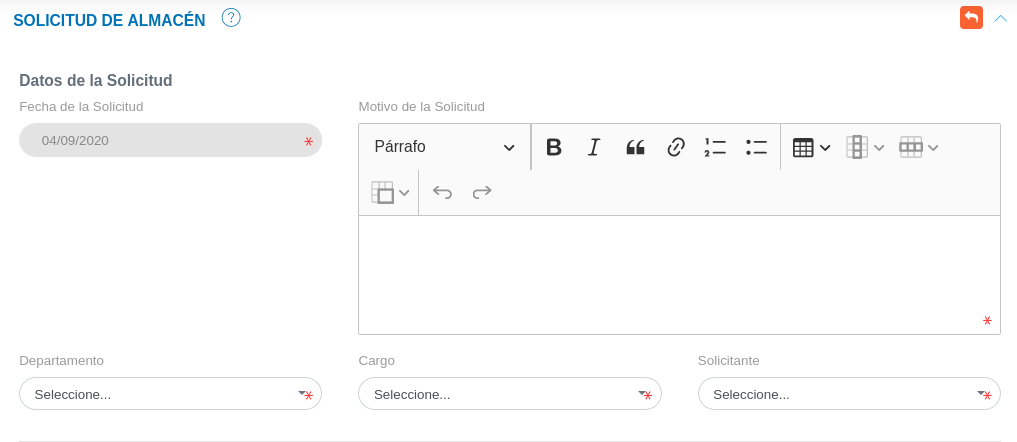 SOLICITUD DE ALMACÉN ?
Datos de la Solicitud
Fecha de la Solicitud
04/09/2020 *
Motivo de la Solicitud
Párrafo B I
*
Departamento
Seleccione... *
Cargo
Seleccione... *
Solicitante
Seleccione... *